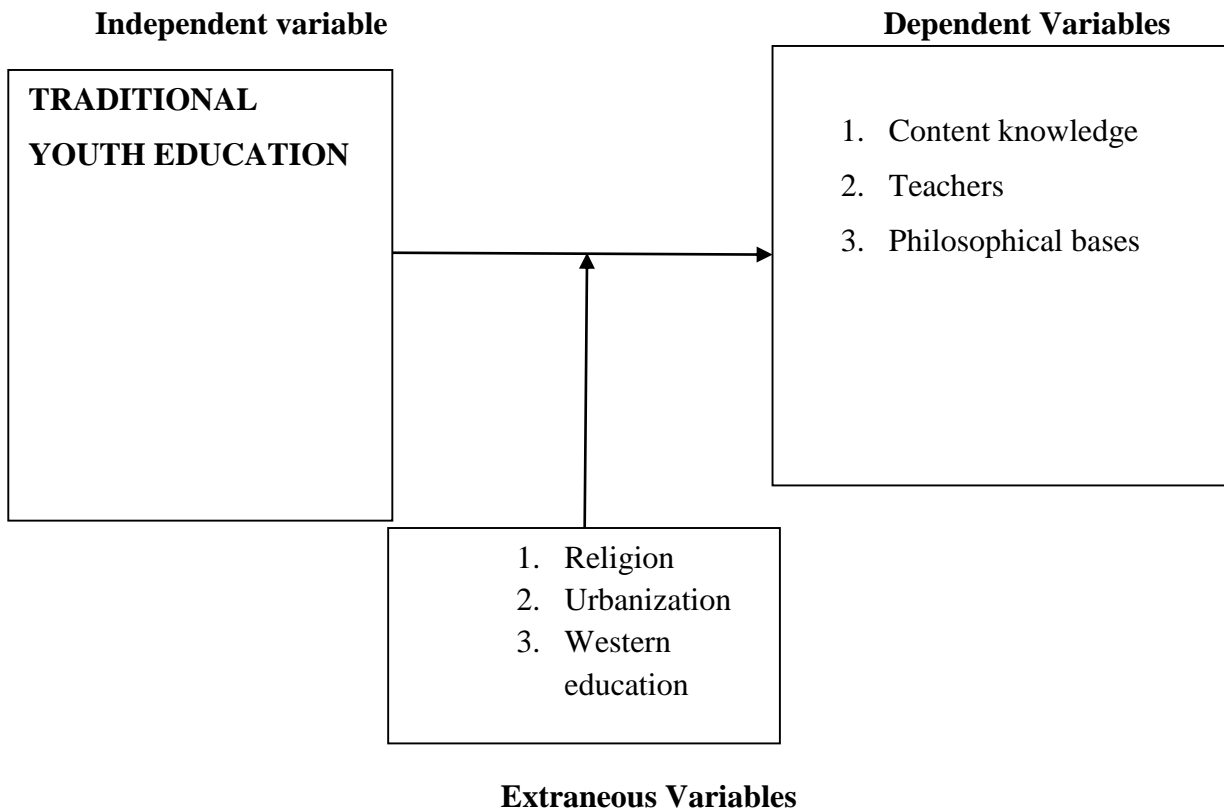 Independent variable
TRADITIONAL
YOUTH EDUCATION
Dependent Variables
1. Content knowledge
2. Teachers
3. Philosophical bases
1. Religion
2. Urbanization
3. Western
education
Extraneous Variables